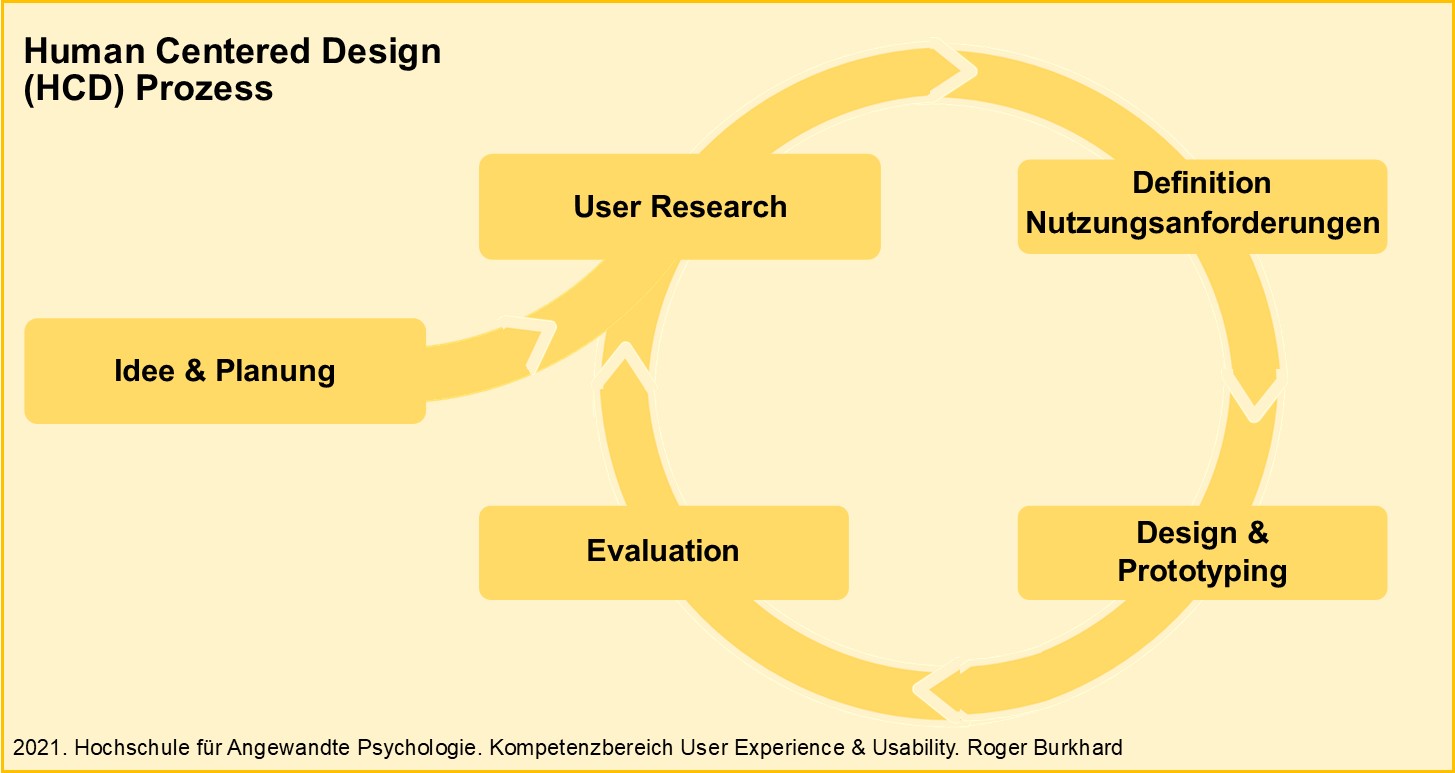 Human Centered Design
(HCD) Prozess
User Research
Definition
Nutzungsanforderungen
Idee & Planung
Evaluation
Design &
Prototyping
2021. Hochschule für Angewandte Psychologie. Kompetenzbereich User Experience & Usability. Roger Burkhard